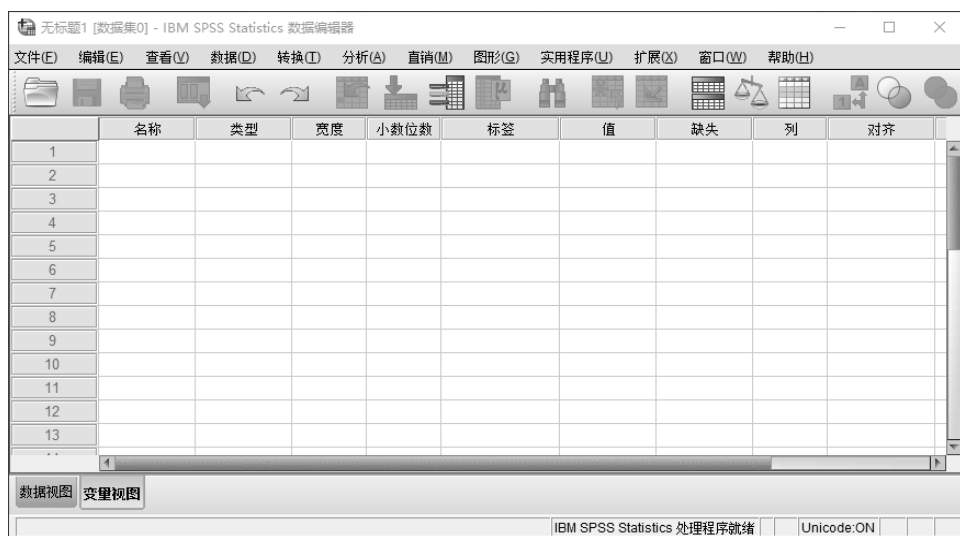 无标题1 [数据集0] - IBM SPSS Statistics 数据编辑器
文件(F) 编辑(E) 查看(V) 数据(D) 转换(T) 分析(A) 直销(M) 图形(G) 实用程序(U) 扩展(X) 窗口(W) 帮助(H)
名称 类型 宽度 小数位数 标签 值 缺失 列 对齐
1
2
3
4
5
6
7
8
9
10
11
12
13
数据视图 变量视图
IBM SPSS Statistics 处理程序就绪 Unicode:ON